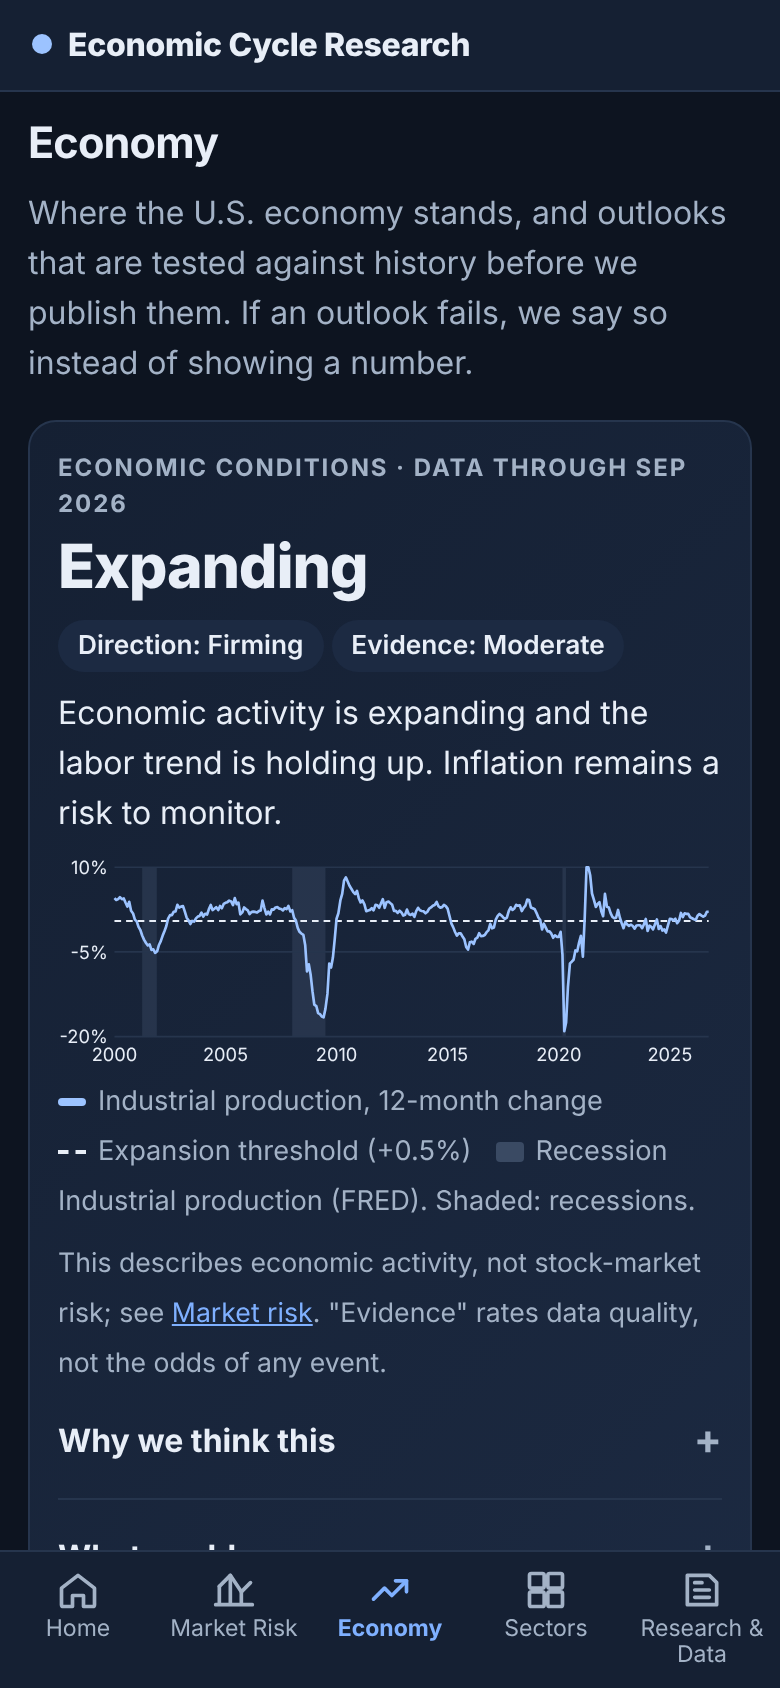 Economic Cycle Research
Economy
Where the U.S. economy stands, and outlooks
that are tested against history before we
publish them. If an outlook fails, we say so
instead of showing a number.
ECONOMIC CONDITIONS · DATA THROUGH SEP
2026
Expanding
Direction: Firming Evidence: Moderate
Economic activity is expanding and the
labor trend is holding up. Inflation remains a
risk to monitor.
10%
-5%
-20%
2000 2005 2010 2015 2020 2025
Industrial production, 12-month change
Expansion threshold (+0.5%) Recession
Industrial production (FRED). Shaded: recessions.
This describes economic activity, not stock-market
risk; see Market risk. "Evidence" rates data quality,
not the odds of any event.
Why we think this +
Home Market Risk Economy Sectors Research &
Data